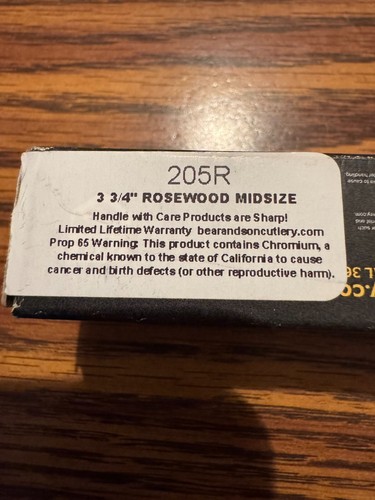 205R
3 3/4" ROSEWOOD MIDSIZE
Handle with Care Products are Sharp!
Limited Lifetime Warranty bearandsoncutlery.com
Prop 65 Warning: This product contains Chromium, a
chemical known to the state of California to cause
cancer and birth defects (or other reproductive harm).